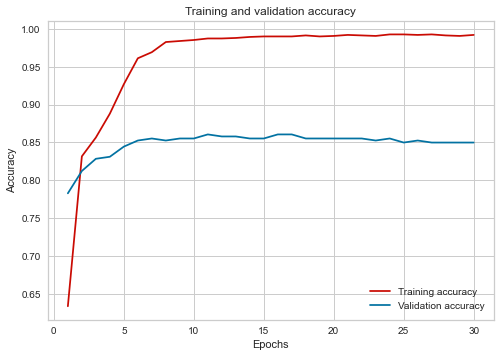 Training and validation accuracy
1.00
0.95
0.90
0.85
0.80
0.75
0.70
0.65
Accuracy
Training accuracy
Validation accuracy
0 5 10 15 20 25 30
Epochs